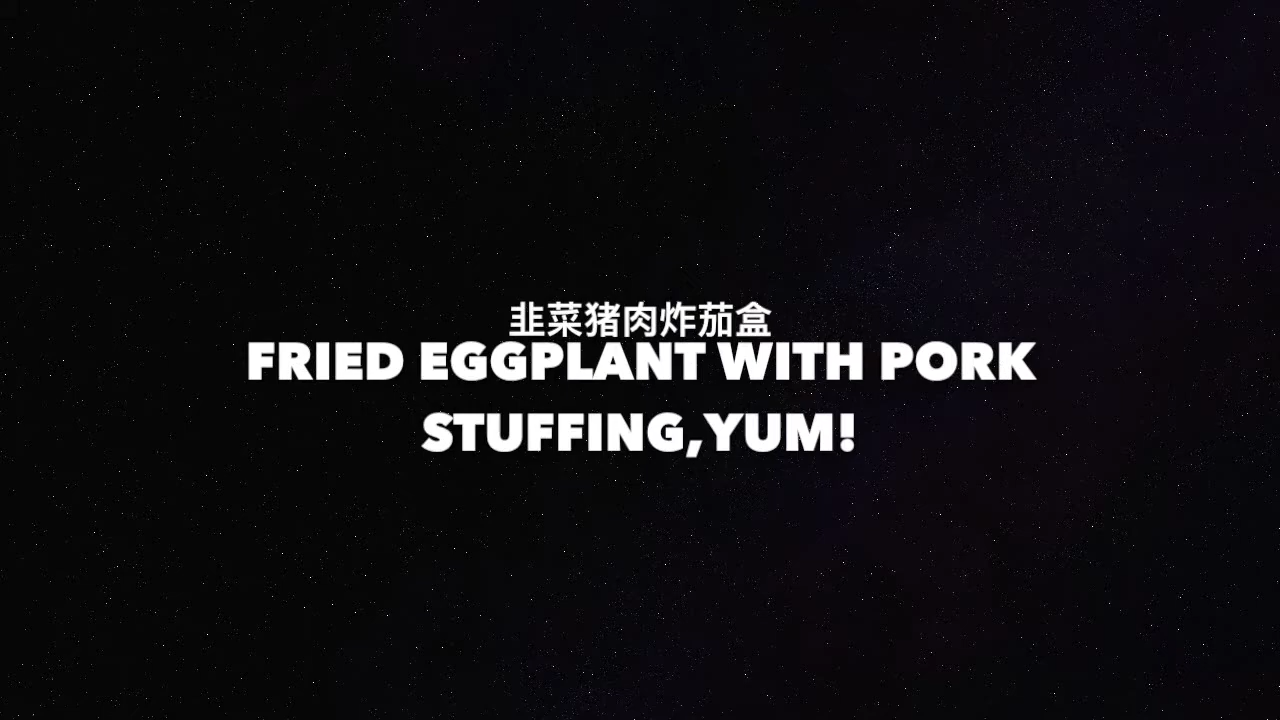 韭菜猪肉炸茄盒
FRIED EGGPLANT WITH PORK
STUFFING,YUM!